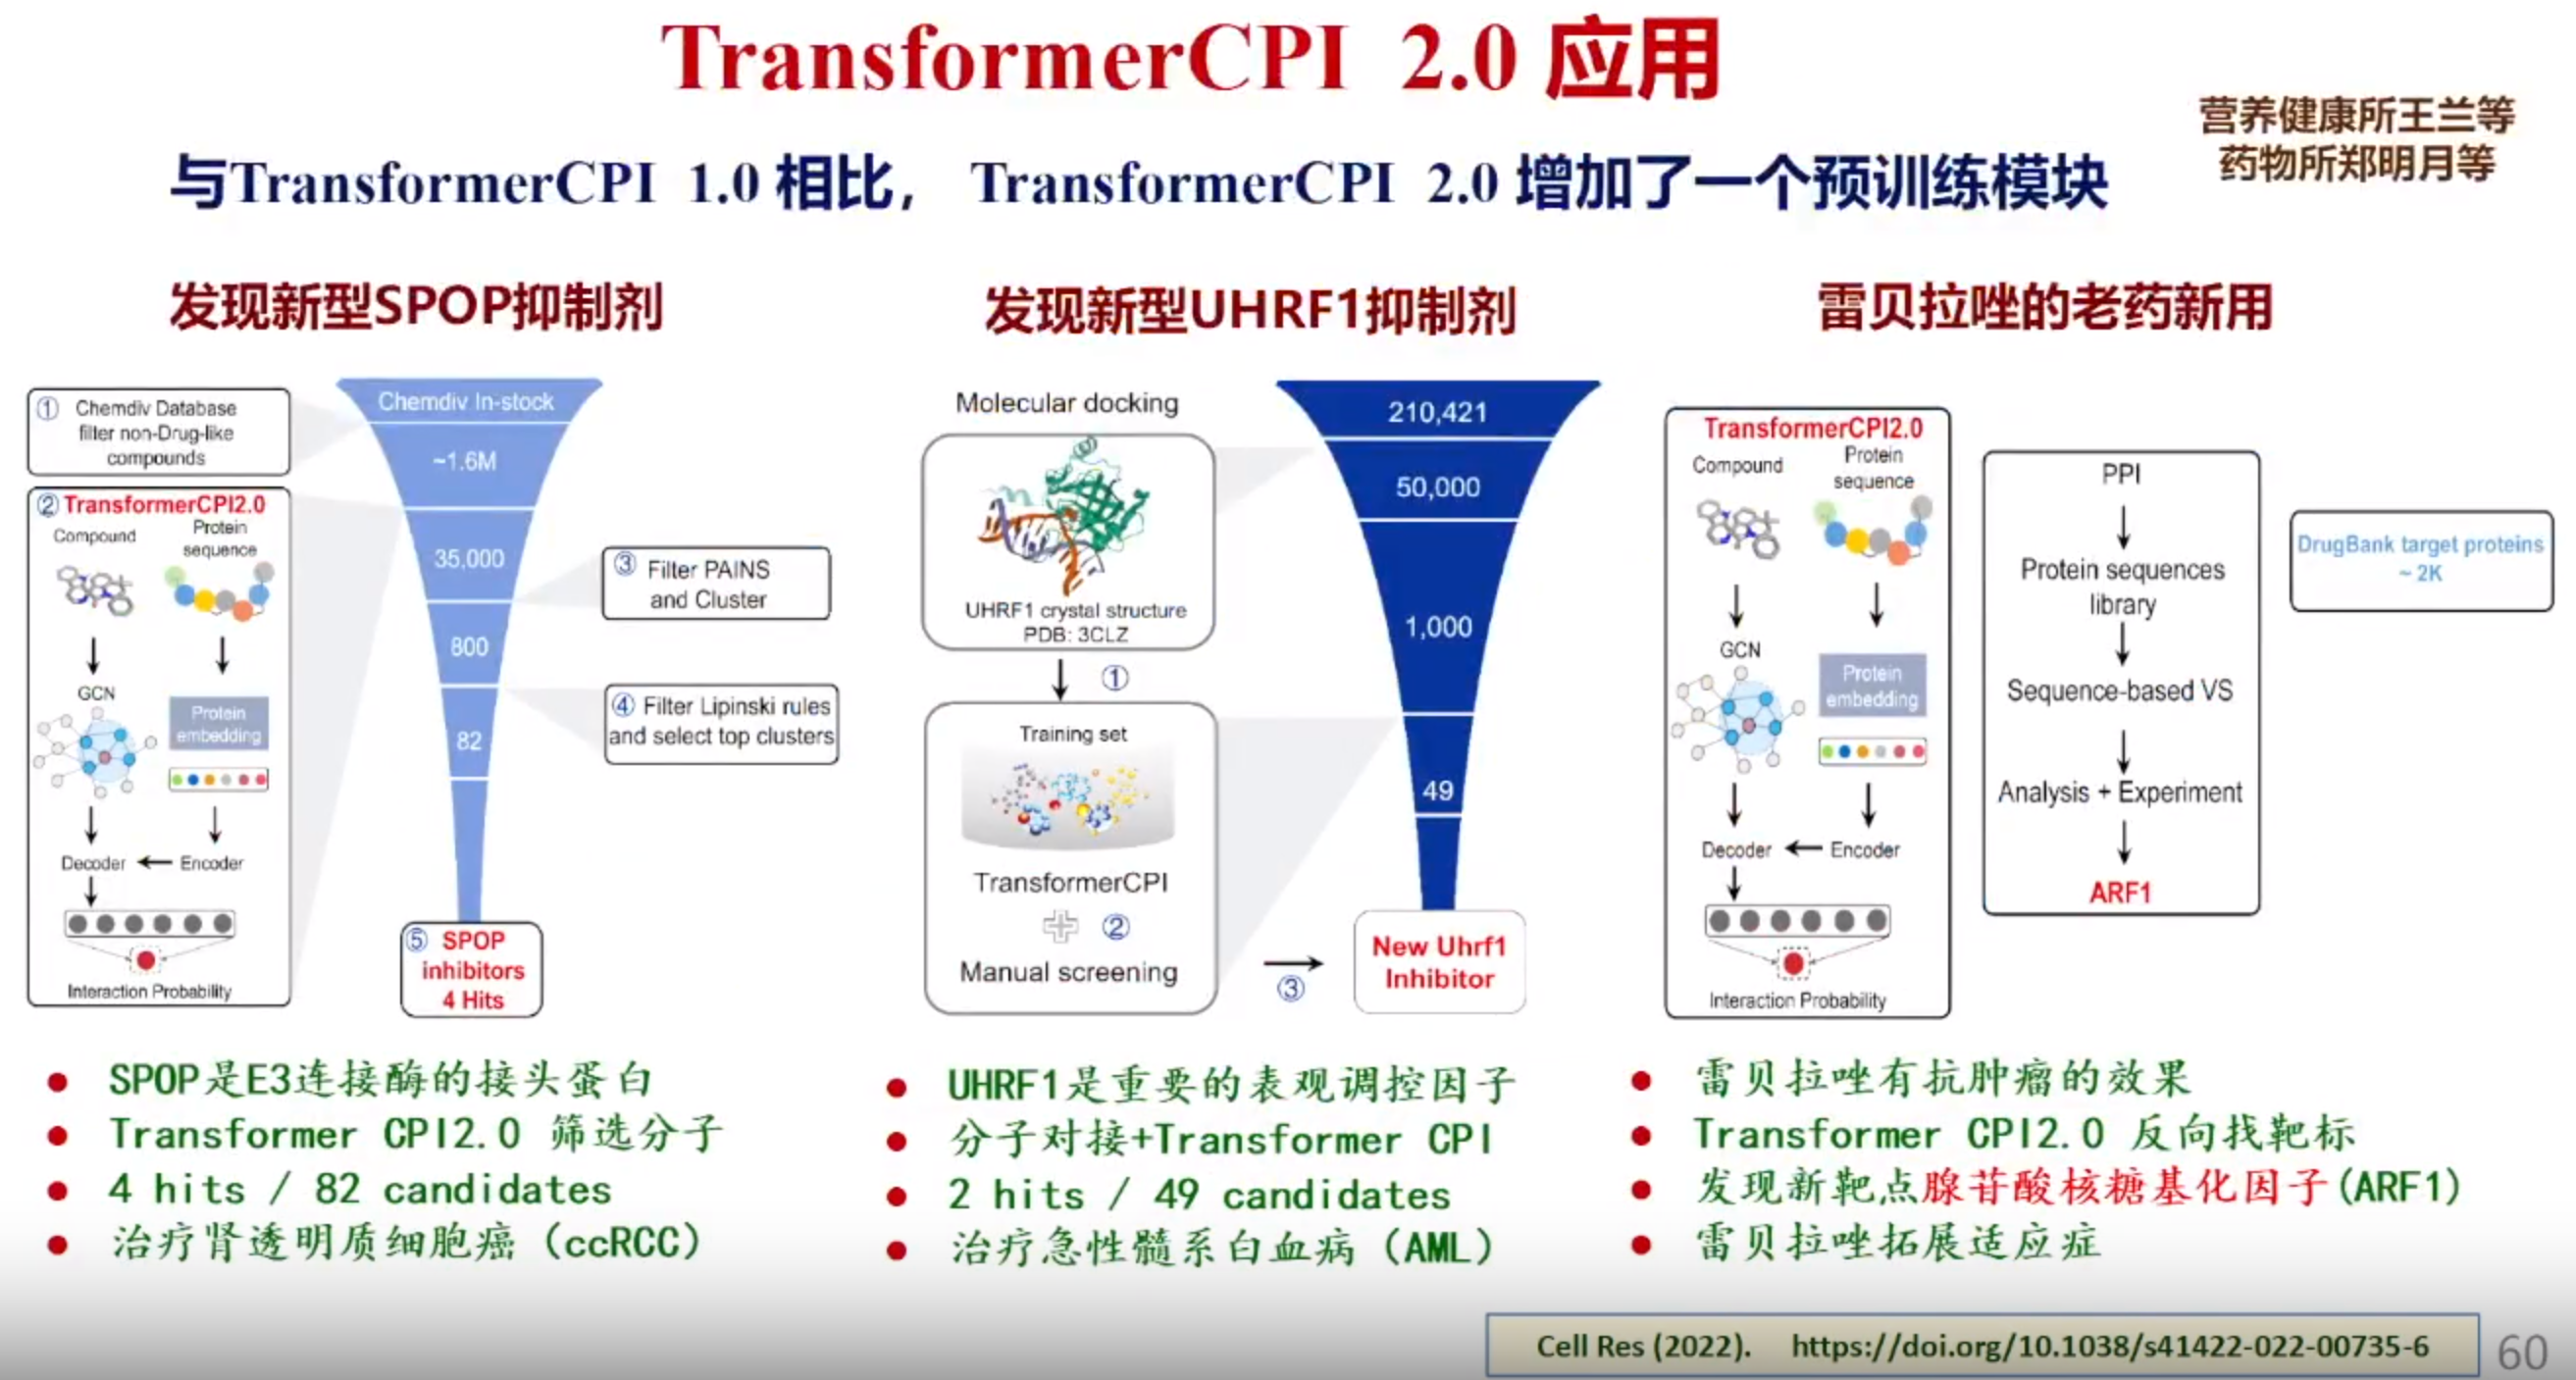 TransformerCPI 2.0 应用
营养健康所王兰等
药物所郑明月等
与TransformerCPI 1.0 相比， TransformerCPI 2.0 增加了一个预训练模块
发现新型SPOP抑制剂
① Chemdiv Database
filter non-Drug-like
compounds
② TransformerCPI2.0
Compound
Protein
sequence
GCN
Protein
embedding
Decoder
Encoder
Interaction Probability
Chemdiv In-stock
~1.6M
35,000
800
82
③ Filter PAINS
and Cluster
④ Filter Lipinski rules
and select top clusters
⑤ SPOP
inhibitors
4 Hits
SPOP是E3连接酶的接头蛋白
Transformer CPI2.0 筛选分子
4 hits / 82 candidates
治疗肾透明质细胞癌（ccRCC）
发现新型UHRF1抑制剂
Molecular docking
UHRF1 crystal structure
PDB: 3CLZ
①
Training set
TransformerCPI
②
Manual screening
③
210,421
50,000
1,000
49
New Uhrf1
Inhibitor
UHRF1是重要的表观调控因子
分子对接+Transformer CPI
2 hits / 49 candidates
治疗急性髓系白血病（AML）
雷贝拉唑的老药新用
TransformerCPI2.0
Compound
Protein
sequence
GCN
Protein
embedding
Decoder
Encoder
Interaction Probability
PPI
Protein sequences
library
Sequence-based VS
Analysis + Experiment
ARF1
DrugBank target proteins
~ 2K
雷贝拉唑有抗肿瘤的效果
Transformer CPI2.0 反向找靶标
发现新靶点腺苷酸核糖基化因子(ARF1)
雷贝拉唑拓展适应症
Cell Res (2022). https://doi.org/10.1038/s41422-022-00735-6
60